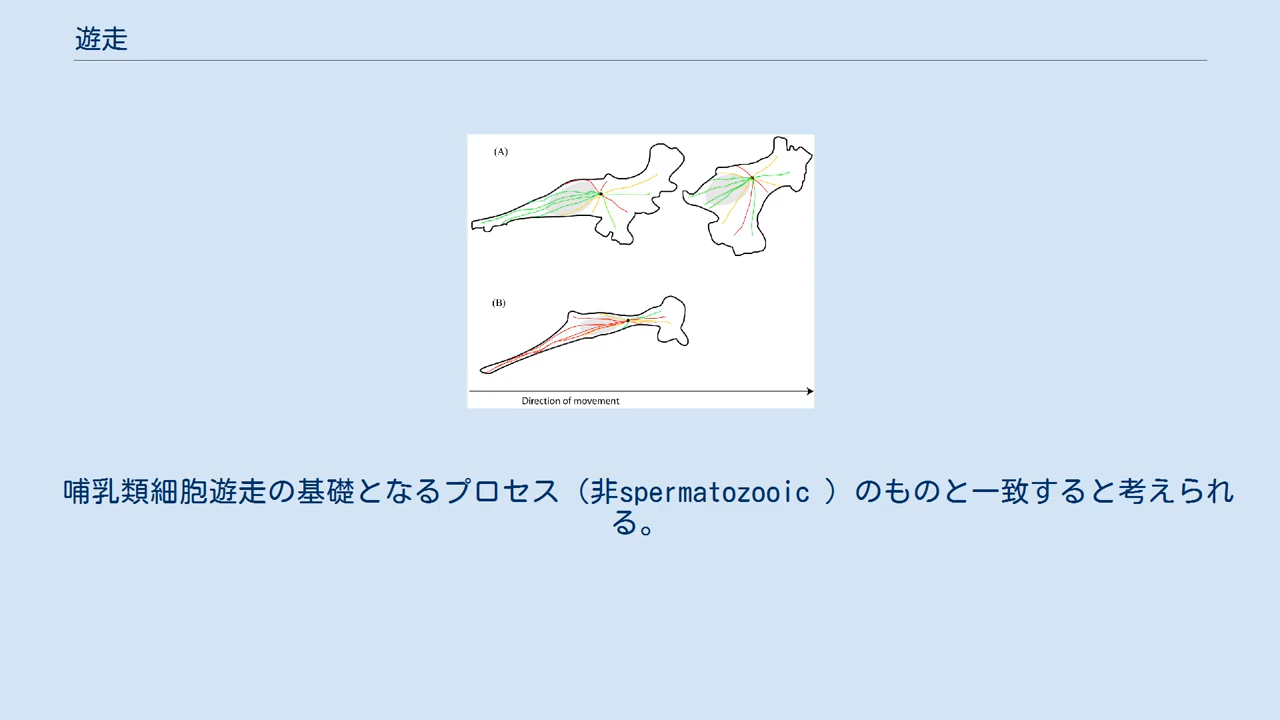 遊走
(A)
(B)
Direction of movement
哺乳類細胞遊走の基礎となるプロセス（非spermatozooic ）のものと一致すると考えられ
る。